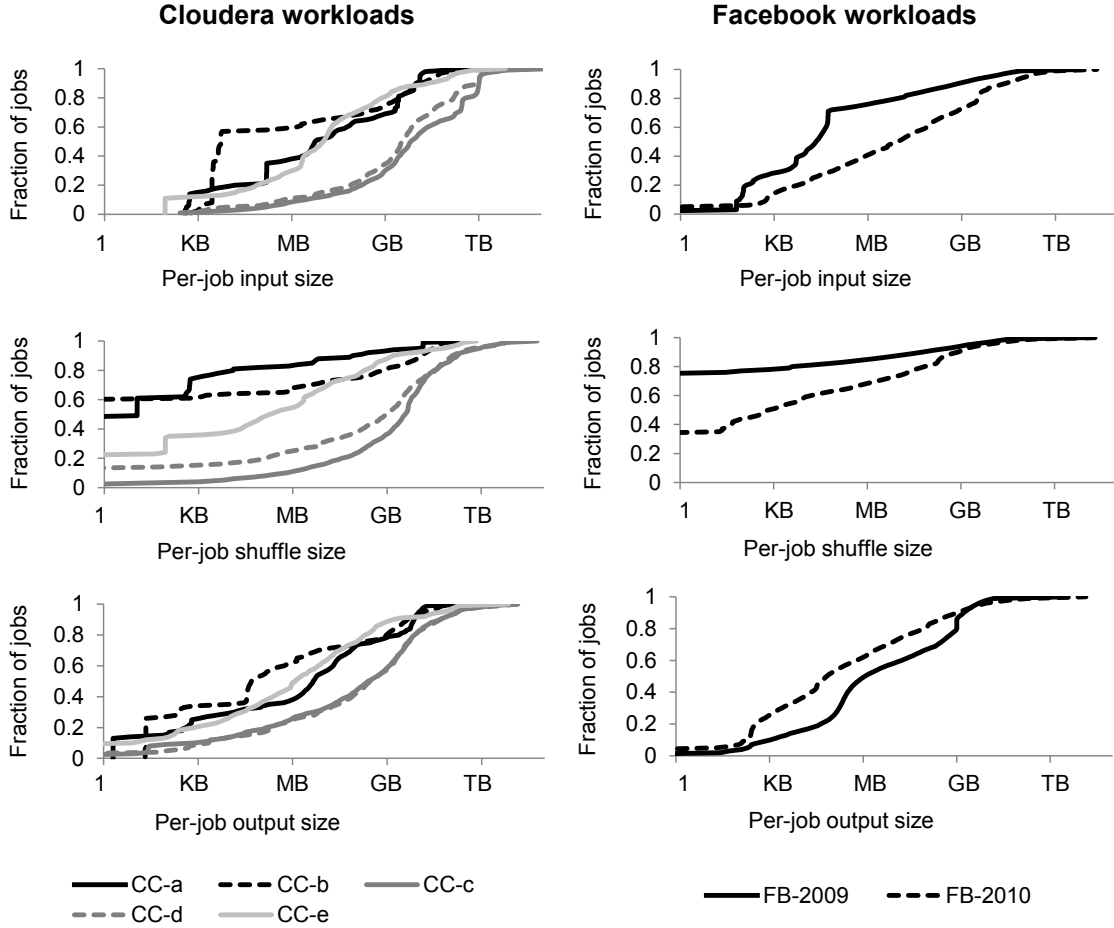 Cloudera workloads
Fraction of jobs
1
0.8
0.6
0.4
0.2
0
1 KB MB GB TB
Per-job input size
Fraction of jobs
1
0.8
0.6
0.4
0.2
0
1 KB MB GB TB
Per-job shuffle size
Fraction of jobs
1
0.8
0.6
0.4
0.2
0
1 KB MB GB TB
Per-job output size
CC-a CC-b CC-c
CC-d CC-e
Facebook workloads
Fraction of jobs
1
0.8
0.6
0.4
0.2
0
1 KB MB GB TB
Per-job input size
Fraction of jobs
1
0.8
0.6
0.4
0.2
0
1 KB MB GB TB
Per-job shuffle size
Fraction of jobs
1
0.8
0.6
0.4
0.2
0
1 KB MB GB TB
Per-job output size
FB-2009 FB-2010